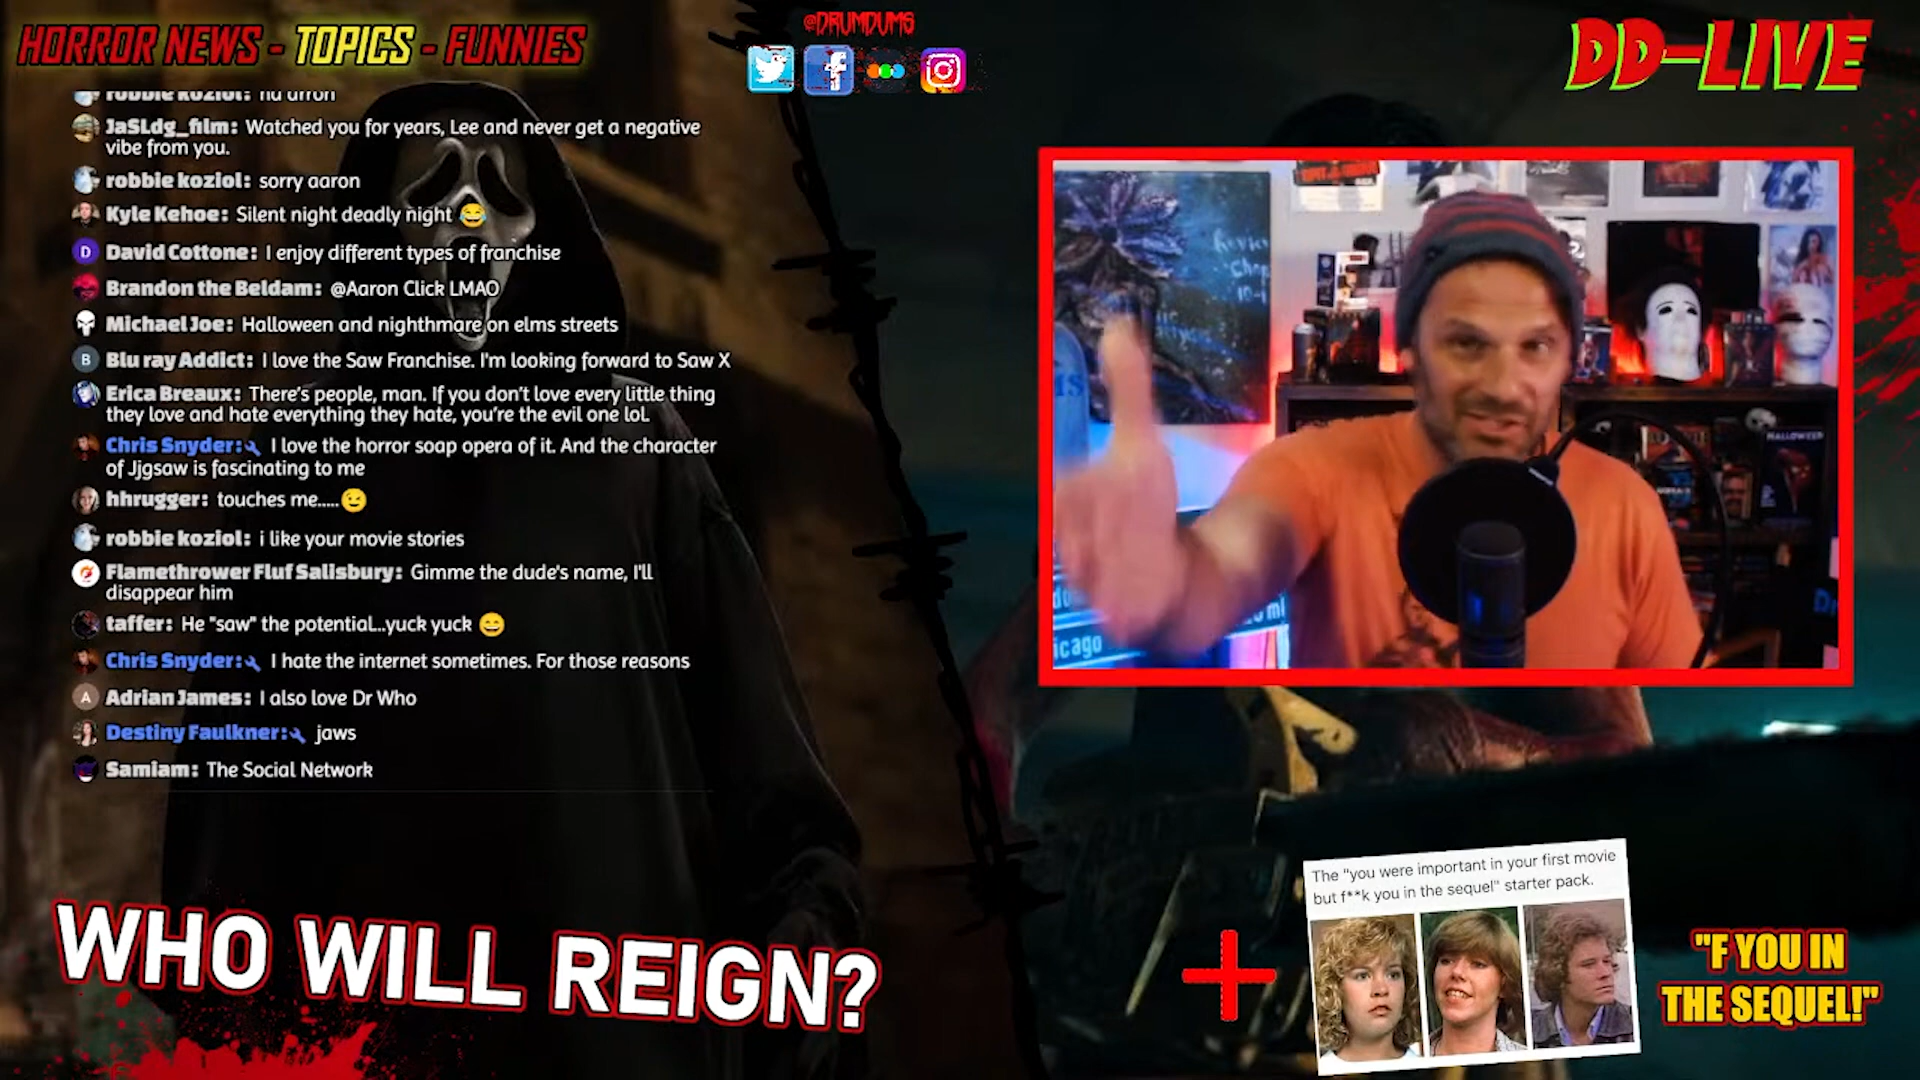 HORROR NEWS - TOPICS - FUNNIES
@DRUMDUMS
DD-LIVE
robbie koziol: na arron
JaSLdg_film: Watched you for years, Lee and never get a negative
vibe from you.
robbie koziol: sorry aaron
Kyle Kehoe: Silent night deadly night 😂
D David Cottone: I enjoy different types of franchise
Brandon the Beldam: @Aaron Click LMAO
Michael Joe: Halloween and nighthmare on elms streets
B Blu ray Addict: I love the Saw Franchise. I'm looking forward to Saw X
Erica Breaux: There's people, man. If you don't love every little thing
they love and hate everything they hate, you're the evil one lol.
Chris Snyder: I love the horror soap opera of it. And the character
of Jjgsaw is fascinating to me
hhrugger: touches me.....😉
robbie koziol: i like your movie stories
Flamethrower Fluf Salisbury: Gimme the dude's name, I'll
disappear him
taffer: He "saw" the potential...yuck yuck 😄
Chris Snyder: I hate the internet sometimes. For those reasons
A Adrian James: I also love Dr Who
Destiny Faulkner: jaws
Samiam: The Social Network
HALLOWEEN
icago
WHO WILL REIGN?
The "you were important in your first movie
but f**k you in the sequel" starter pack.
"F YOU IN
THE SEQUEL!"